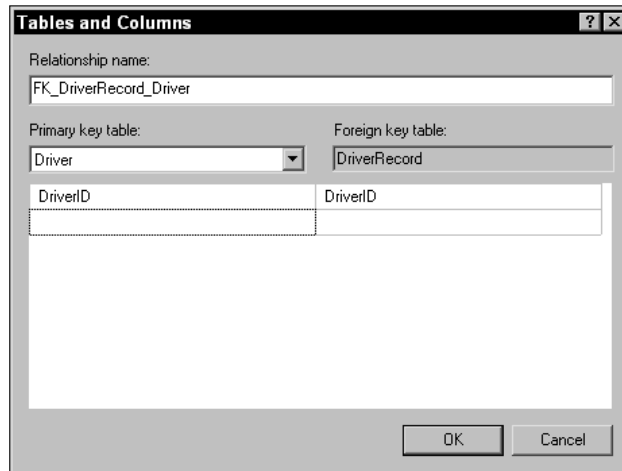 Tables and Columns
Relationship name:
FK_DriverRecord_Driver
Primary key table: Foreign key table:
Driver DriverRecord
DriverID DriverID
OK Cancel